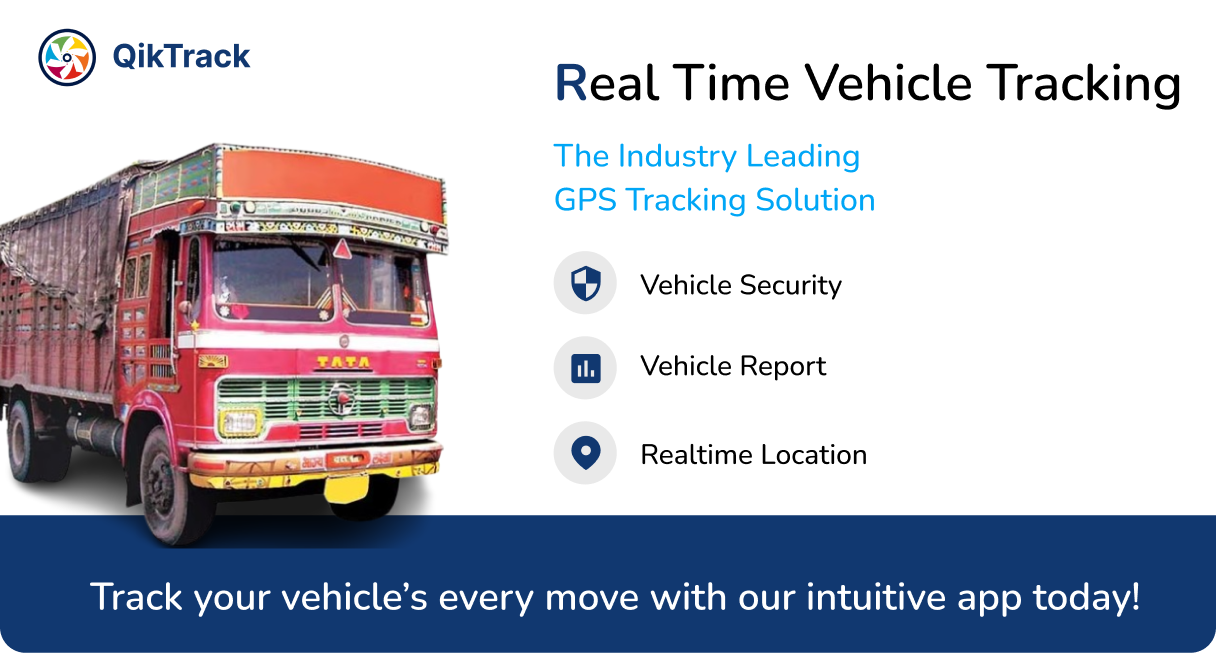 QikTrack
Real Time Vehicle Tracking
The Industry Leading
GPS Tracking Solution
Vehicle Security
Vehicle Report
Realtime Location
TATA
Track your vehicle’s every move with our intuitive app today!